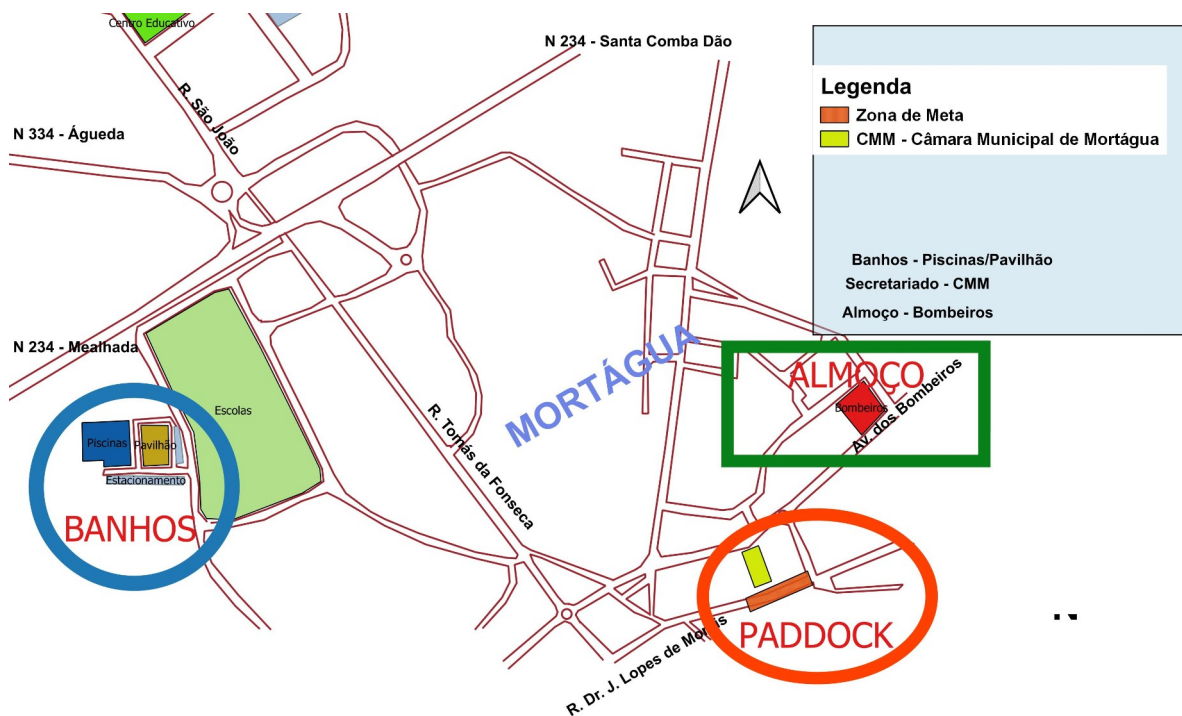 Centro Educativo
N 234 - Santa Comba Dão
R. São João
N 334 - Águeda
Legenda
Zona de Meta
CMM - Câmara Municipal de Mortágua
Banhos - Piscinas/Pavilhão
Secretariado - CMM
Almoço - Bombeiros
N 234 - Mealhada
MORTÁGUA
ALMOÇO
Bombeiros
Av. dos Bombeiros
Escolas
R. Tomás da Fonseca
Piscinas
Pavilhão
Estacionamento
BANHOS
PADDOCK
R. Dr. J. Lopes de Morais